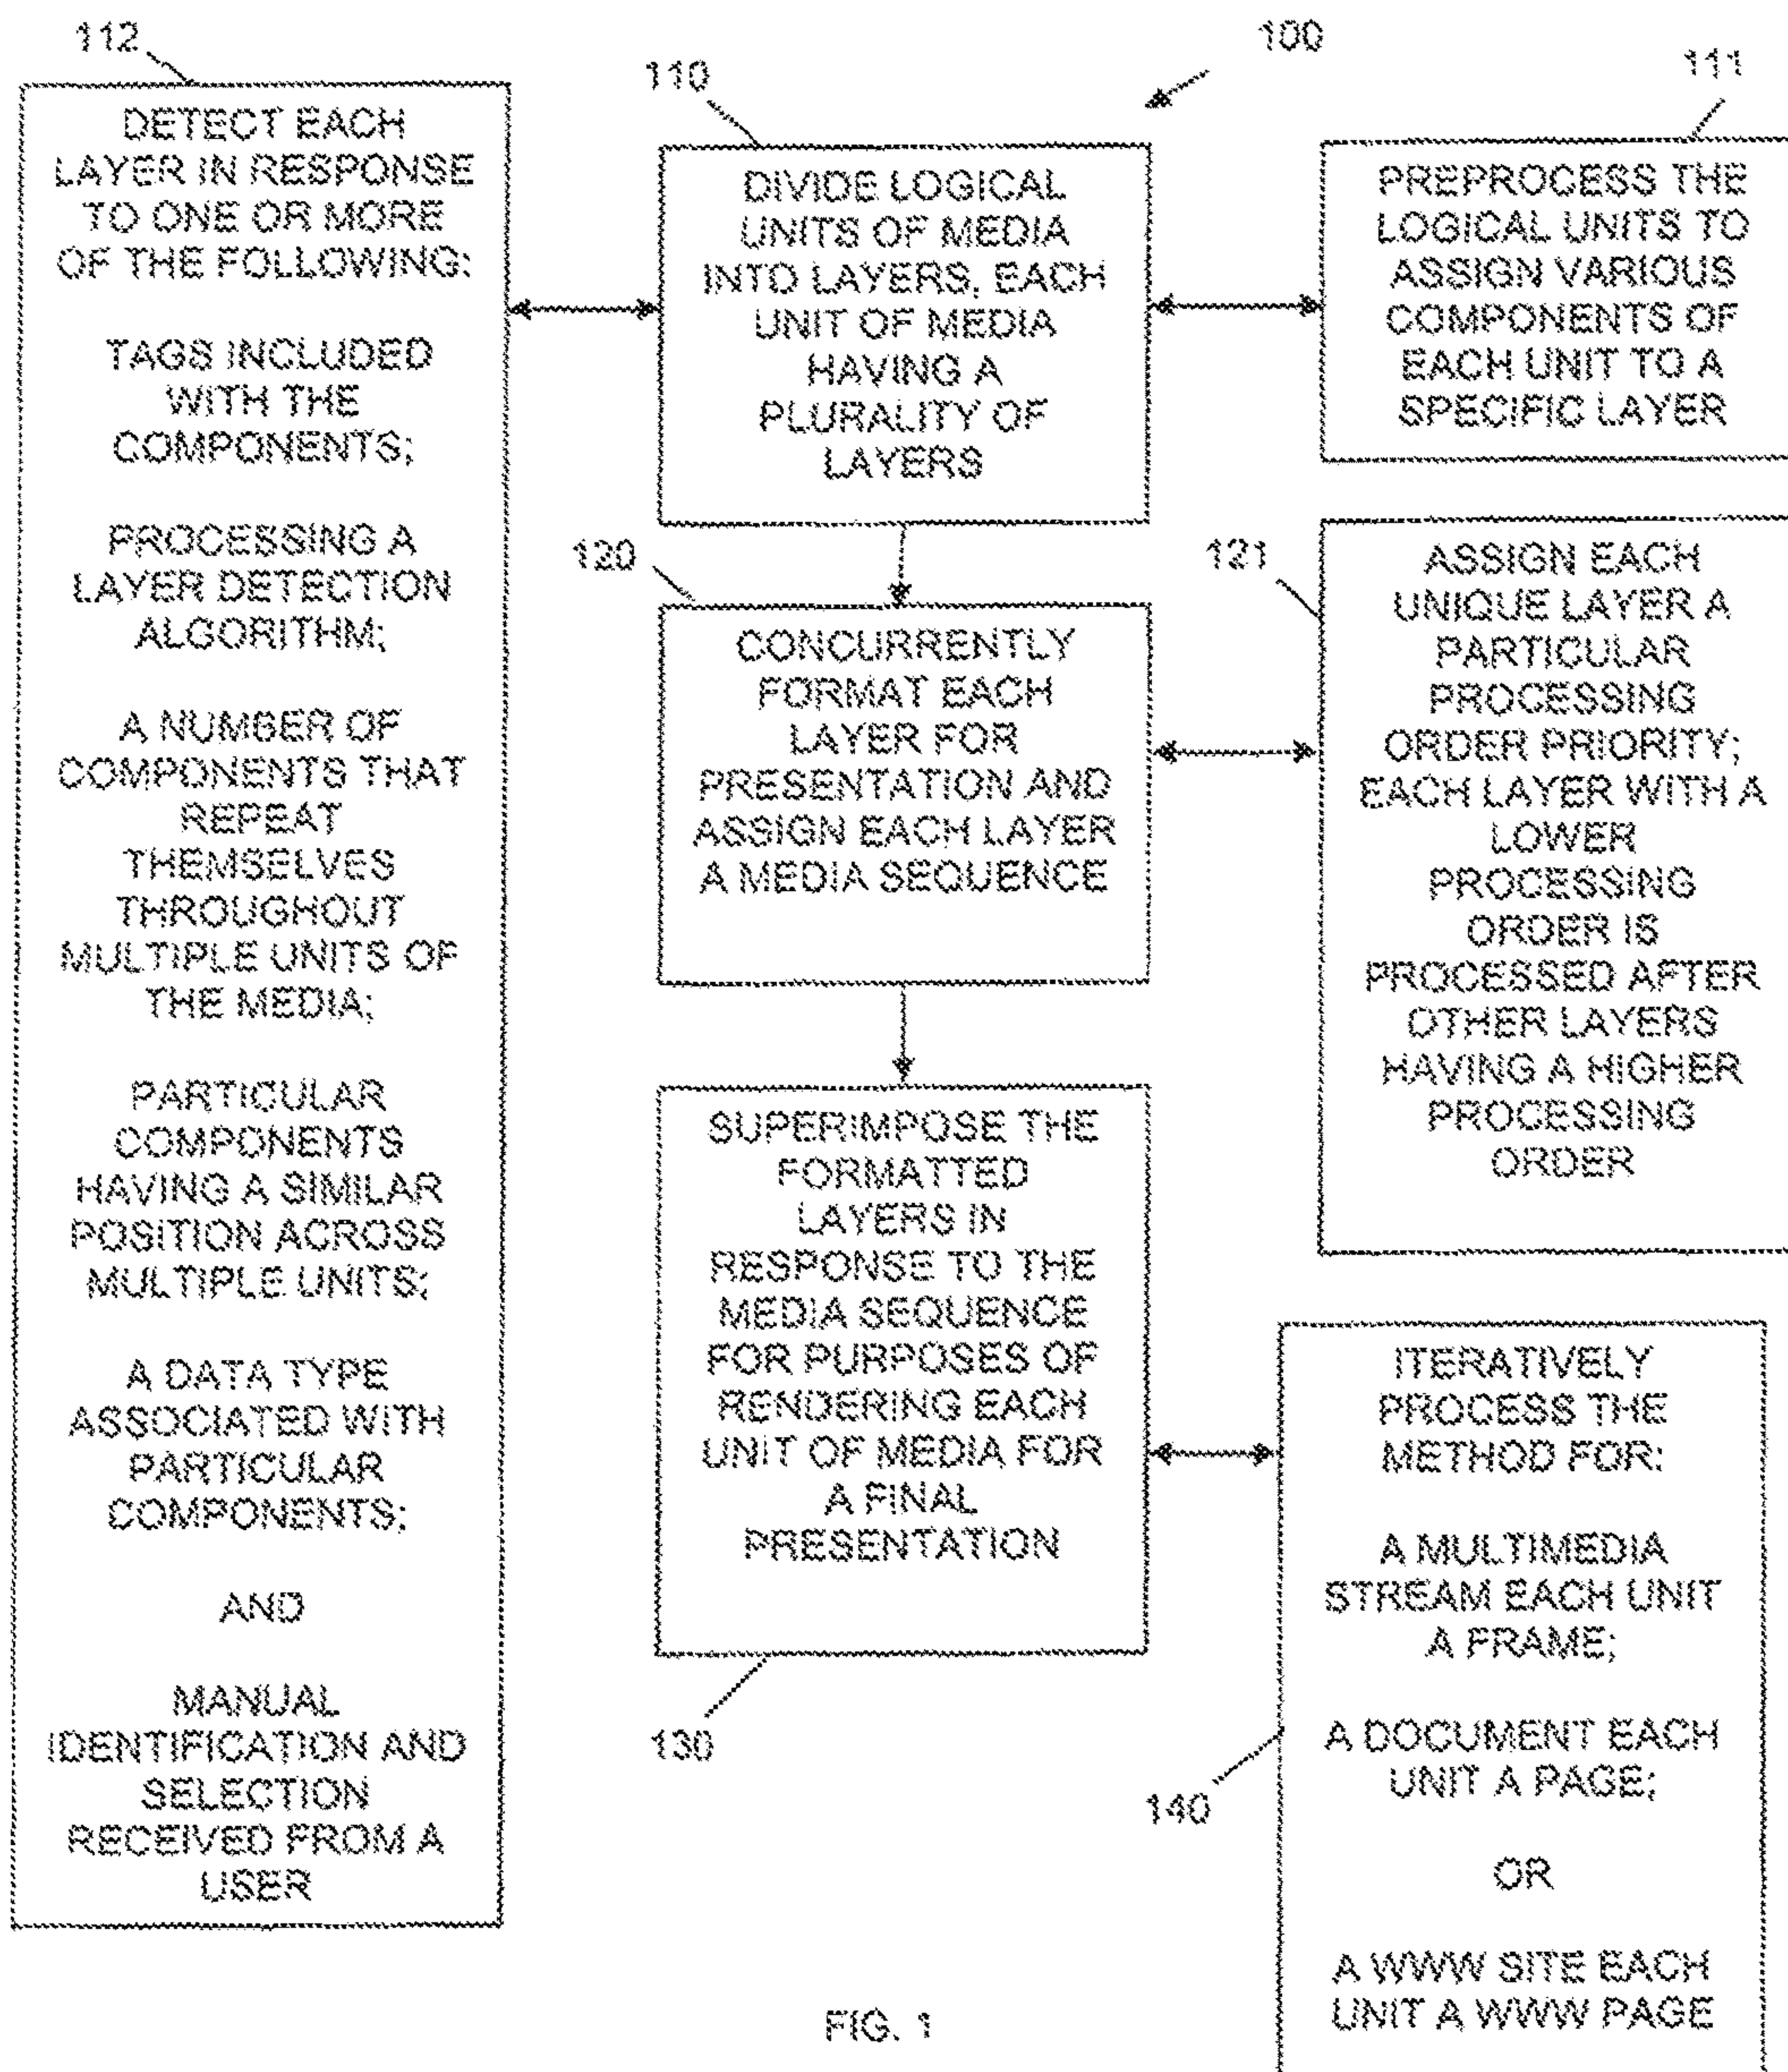 112
DETECT EACH
LAYER IN RESPONSE
TO ONE OR MORE
OF THE FOLLOWING:
TAGS INCLUDED
WITH THE
COMPONENTS;
PROCESSING A
LAYER DETECTION
ALGORITHM;
A NUMBER OF
COMPONENTS THAT
REPEAT
THEMSELVES
THROUGHOUT
MULTIPLE UNITS OF
THE MEDIA;
PARTICULAR
COMPONENTS
HAVING A SIMILAR
POSITION ACROSS
MULTIPLE UNITS;
A DATA TYPE
ASSOCIATED WITH
PARTICULAR
COMPONENTS;
AND
MANUAL
IDENTIFICATION AND
SELECTION
RECEIVED FROM A
USER
100
110
DIVIDE LOGICAL
UNITS OF MEDIA
INTO LAYERS, EACH
UNIT OF MEDIA
HAVING A
PLURALITY OF
LAYERS
111
PREPROCESS THE
LOGICAL UNITS TO
ASSIGN VARIOUS
COMPONENTS OF
EACH UNIT TO A
SPECIFIC LAYER
120
CONCURRENTLY
FORMAT EACH
LAYER FOR
PRESENTATION AND
ASSIGN EACH LAYER
A MEDIA SEQUENCE
121
ASSIGN EACH
UNIQUE LAYER A
PARTICULAR
PROCESSING
ORDER PRIORITY;
EACH LAYER WITH A
LOWER
PROCESSING
ORDER IS
PROCESSED AFTER
OTHER LAYERS
HAVING A HIGHER
PROCESSING
ORDER
SUPERIMPOSE THE
FORMATTED
LAYERS IN
RESPONSE TO THE
MEDIA SEQUENCE
FOR PURPOSES OF
RENDERING EACH
UNIT OF MEDIA FOR
A FINAL
PRESENTATION
130
ITERATIVELY
PROCESS THE
METHOD FOR:
A MULTIMEDIA
STREAM EACH UNIT
A FRAME;
A DOCUMENT EACH
UNIT A PAGE;
OR
A WWW SITE EACH
UNIT A WWW PAGE
140
FIG. 1